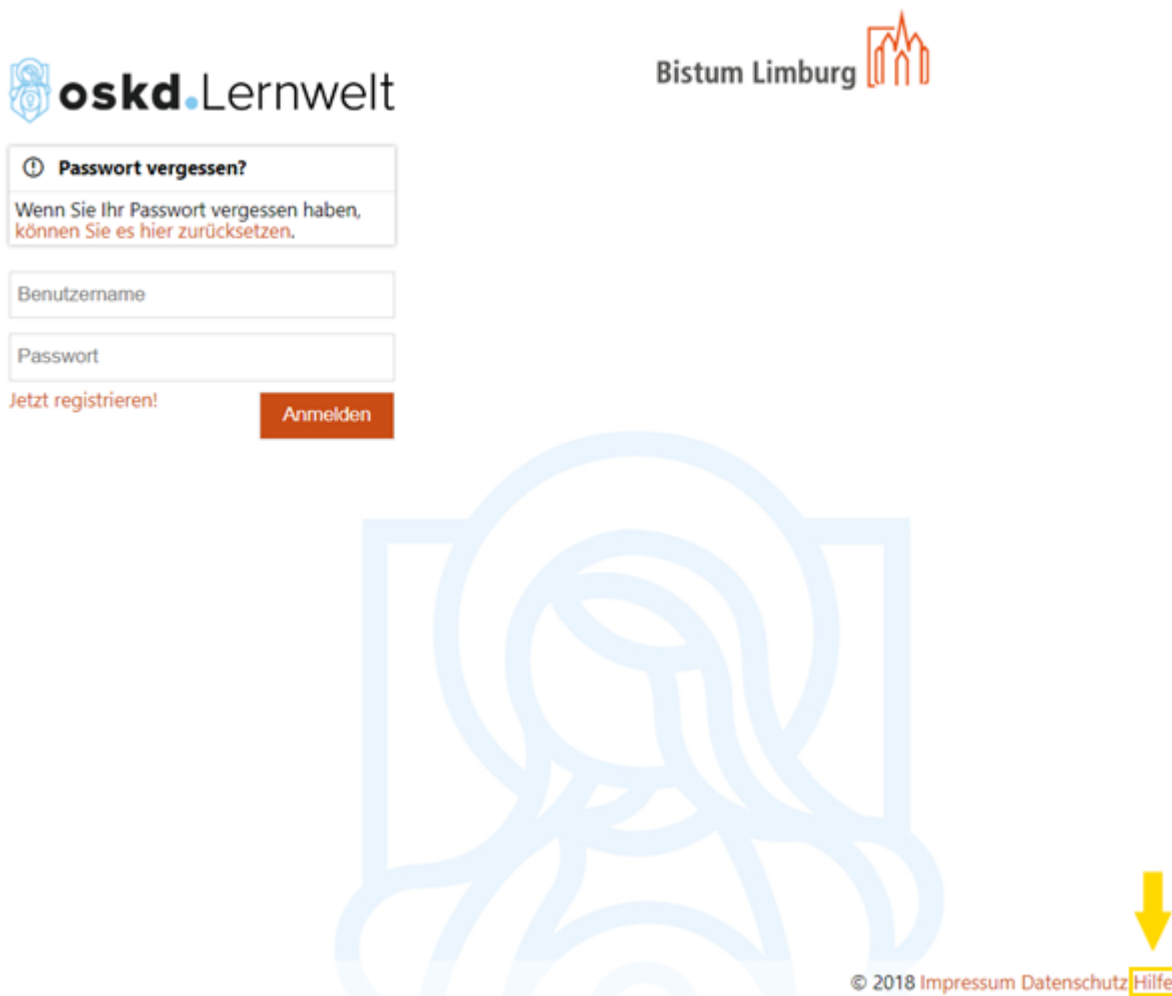 Bistum Limburg
oskd.Lernwelt
Passwort vergessen?
Wenn Sie Ihr Passwort vergessen haben,
können Sie es hier zurücksetzen.
Benutzername
Passwort
Jetzt registrieren!
Anmelden
© 2018 Impressum Datenschutz Hilfe